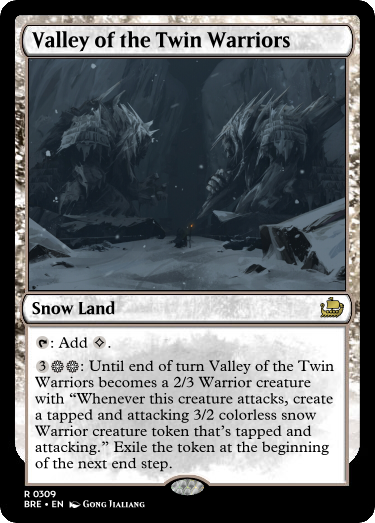 Valley of the Twin Warriors
Snow Land
: Add .
3: Until end of turn Valley of the Twin
Warriors becomes a 2/3 Warrior creature
with “Whenever this creature attacks, create
a tapped and attacking 3/2 colorless snow
Warrior creature token that’s tapped and
attacking.” Exile the token at the beginning
of the next end step.
R 0309
BRE • EN Gong Jialiang